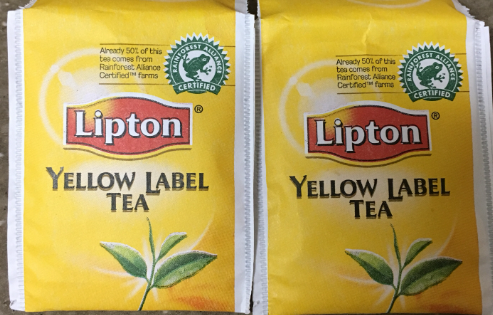 Already 50% of this
tea comes from
Rainforest Alliance
Certified™ farms
RAINFOREST ALLIANCE
CERTIFIED
Lipton®
YELLOW LABEL
TEA
Already 50% of this
tea comes from
Rainforest Alliance
Certified™ farms
RAINFOREST ALLIANCE
CERTIFIED
Lipton®
YELLOW LABEL
TEA